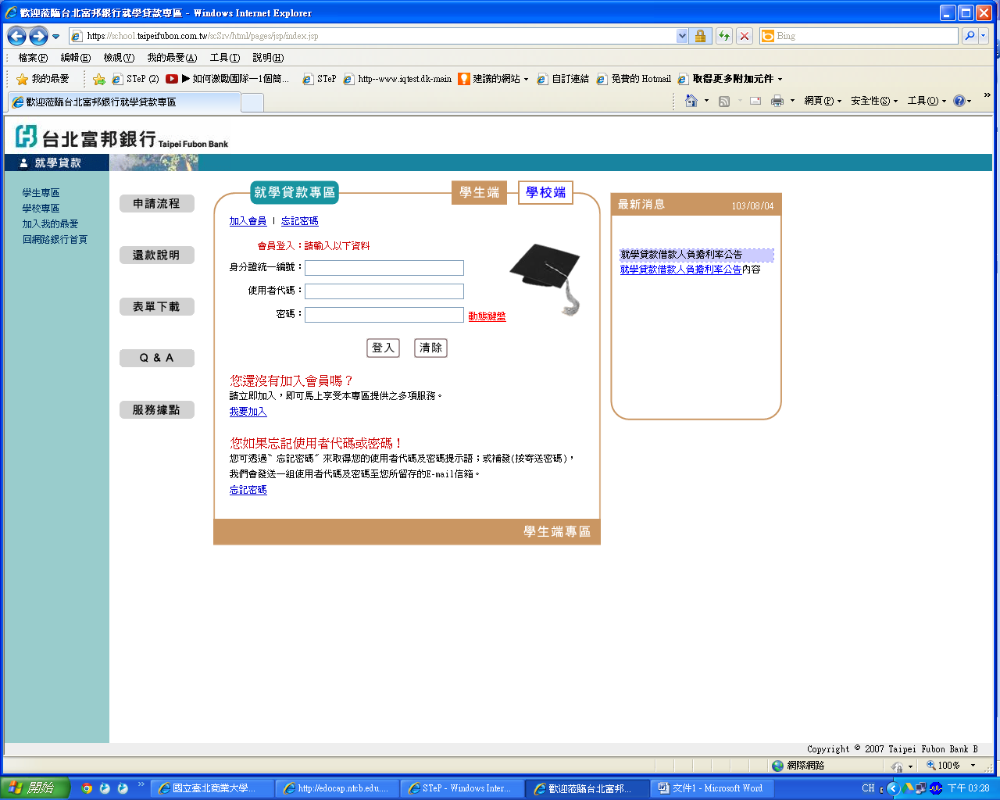 歡迎蒞臨台北富邦銀行就學貸款專區 - Windows Internet Explorer
https://school.taipeifubon.com.tw/scSrv/html/pages/jsp/index.jsp
Bing
檔案(F) 編輯(E) 檢視(V) 我的最愛(A) 工具(T) 說明(H)
我的最愛 STeP (2) ▶ 如何激勵團隊—1個簡... STeP http--www.iqtest.dk-main 建議的網站 自訂連結 免費的 Hotmail 取得更多附加元件
歡迎蒞臨台北富邦銀行就學貸款專區
網頁(P) 安全性(S) 工具(O) »
台北富邦銀行 Taipei Fubon Bank
就學貸款
學生專區
學校專區
加入我的最愛
回網路銀行首頁
申請流程
還款說明
表單下載
Q & A
服務據點
就學貸款專區 學生端 學校端
加入會員 | 忘記密碼
會員登入：請輸入以下資料
身分證統一編號：
使用者代碼：
密碼： 動態鍵盤
登入 清除
您還沒有加入會員嗎？
請立即加入，即可馬上享受本專區提供之多項服務。
我要加入
您如果忘記使用者代碼或密碼！
您可透過〝忘記密碼〞來取得您的使用者代碼及密碼提示語；或補發(按寄送密碼)，
我們會發送一組使用者代碼及密碼至您所留存的E-mail信箱。
忘記密碼
學生端專區
最新消息 103/08/04
就學貸款借款人負擔利率公告
就學貸款借款人負擔利率公告內容
Copyright © 2007 Taipei Fubon Bank B
網際網路 100%
開始 » 國立臺北商業大學... http://edocap.ntcb.edu.... STeP - Windows Inter... 歡迎蒞臨台北富邦... 文件1 - Microsoft Word CH 下午 03:28